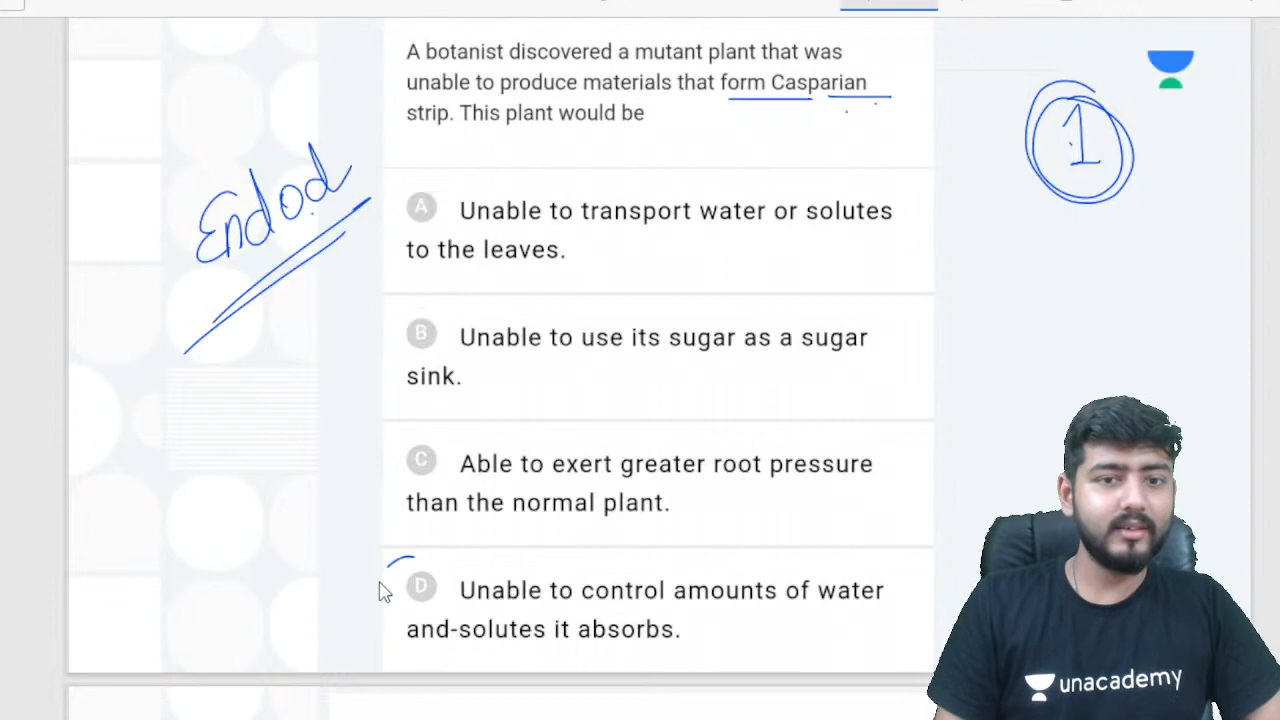 A botanist discovered a mutant plant that was
unable to produce materials that form Casparian
strip. This plant would be
1
Endod
A Unable to transport water or solutes
to the leaves.
B Unable to use its sugar as a sugar
sink.
C Able to exert greater root pressure
than the normal plant.
D Unable to control amounts of water
and-solutes it absorbs.
unacademy